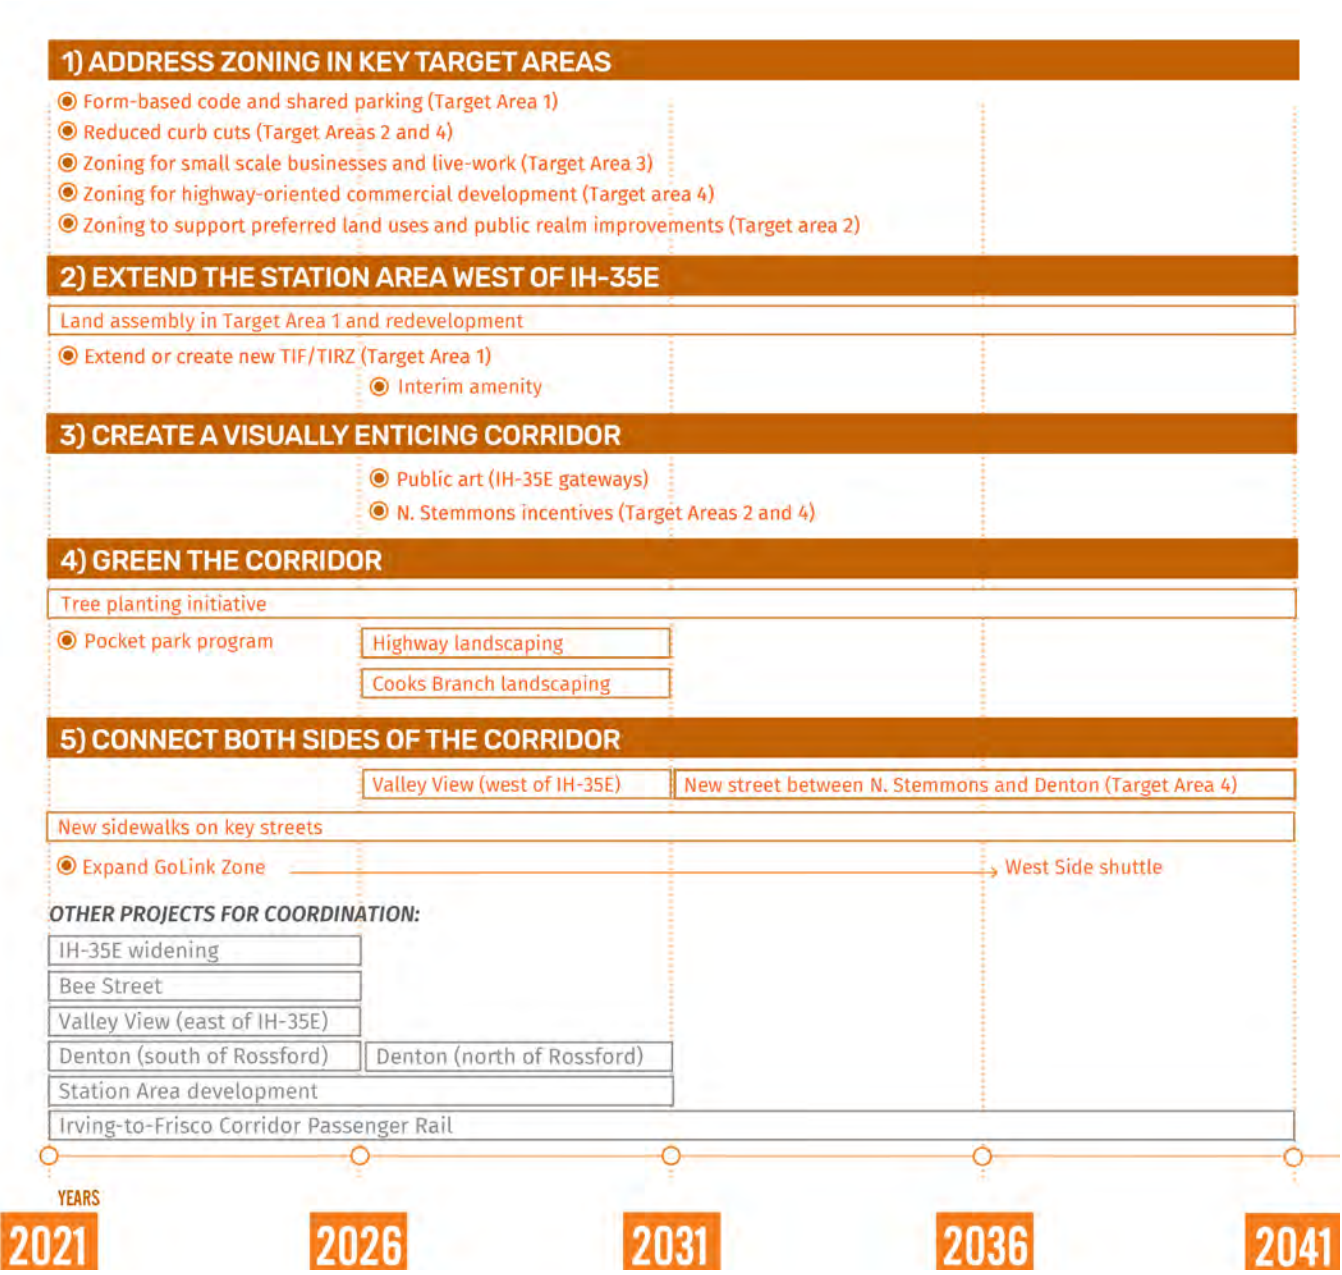 1) ADDRESS ZONING IN KEY TARGET AREAS
Form-based code and shared parking (Target Area 1)
Reduced curb cuts (Target Areas 2 and 4)
Zoning for small scale businesses and live-work (Target Area 3)
Zoning for highway-oriented commercial development (Target area 4)
Zoning to support preferred land uses and public realm improvements (Target area 2)
2) EXTEND THE STATION AREA WEST OF IH-35E
Land assembly in Target Area 1 and redevelopment
Extend or create new TIF/TIRZ (Target Area 1)
Interim amenity
3) CREATE A VISUALLY ENTICING CORRIDOR
Public art (IH-35E gateways)
N. Stemmons incentives (Target Areas 2 and 4)
4) GREEN THE CORRIDOR
Tree planting initiative
Pocket park program
Highway landscaping
Cooks Branch landscaping
5) CONNECT BOTH SIDES OF THE CORRIDOR
Valley View (west of IH-35E)
New street between N. Stemmons and Denton (Target Area 4)
New sidewalks on key streets
Expand GoLink Zone
West Side shuttle
OTHER PROJECTS FOR COORDINATION:
IH-35E widening
Bee Street
Valley View (east of IH-35E)
Denton (south of Rossford)
Denton (north of Rossford)
Station Area development
Irving-to-Frisco Corridor Passenger Rail
YEARS
2021
2026
2031
2036
2041